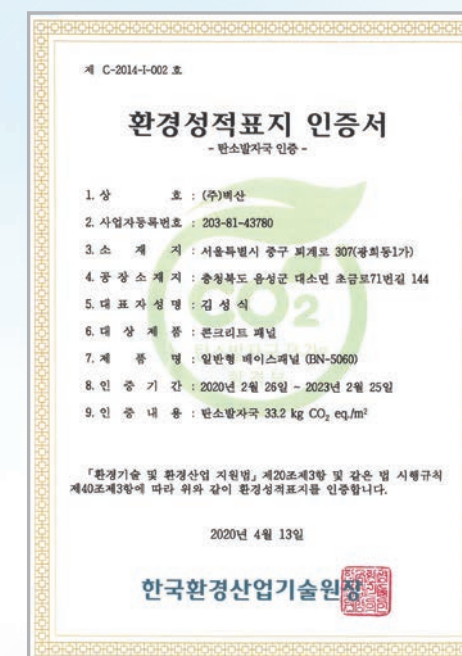 제 C-2014-I-002 호
환경성적표지 인증서
- 탄소발자국 인증 -
1. 상 호 : (주)벽산
2. 사업자등록번호 : 203-81-43780
3. 소 재 지 : 서울특별시 중구 퇴계로 307(광희동1가)
4. 공 장 소 재 지 : 충청북도 음성군 대소면 초금로71번길 144
5. 대 표 자 성 명 : 김 성 식
6. 대 상 제 품 : 콘크리트 패널
7. 제 품 명 : 일반형 베이스패널 (BN-5060)
8. 인 증 기 간 : 2020년 2월 26일 ~ 2023년 2월 25일
9. 인 증 내 용 : 탄소발자국 33.2 kg CO₂ eq./m²
CO2
환경부
「환경기술 및 환경산업 지원법」 제20조제3항 및 같은 법 시행규칙
제40조제3항에 따라 위와 같이 환경성적표지를 인증합니다.
2020년 4월 13일
한국환경산업기술원장